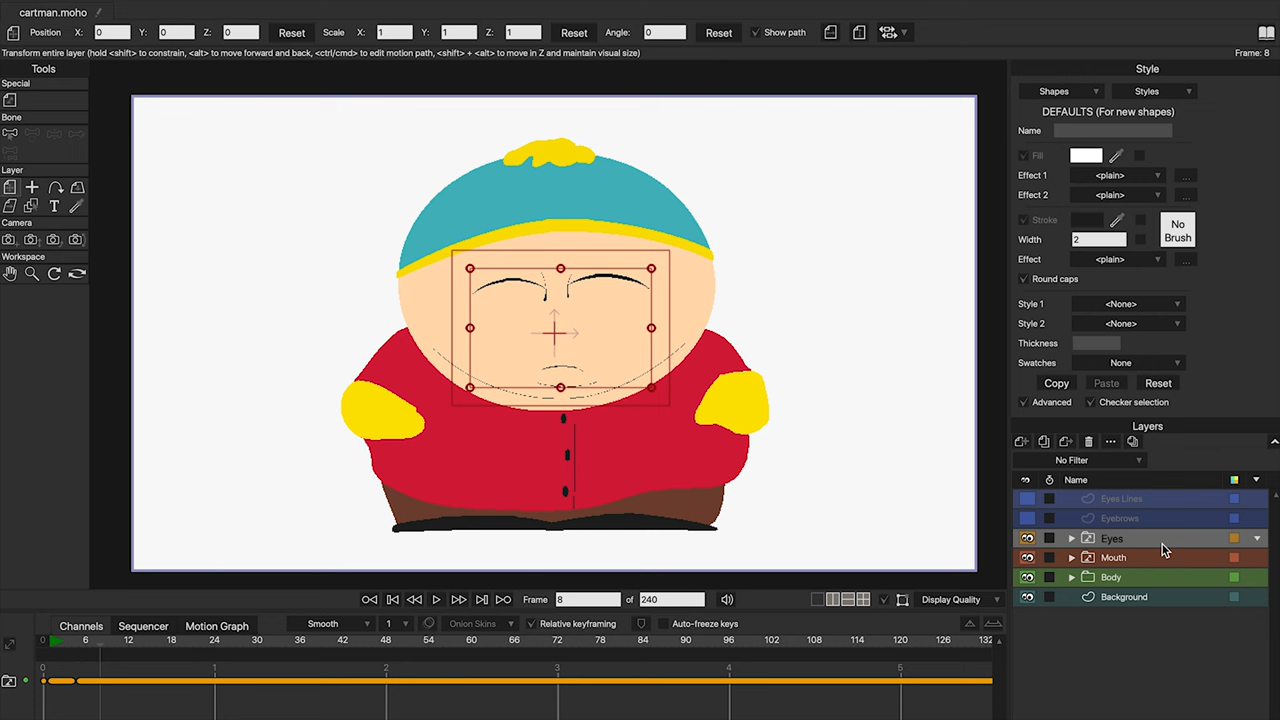 cartman.moho
Position X: 0 Y: 0 Z: 0 Reset Scale X: 1 Y: 1 Z: 1 Reset Angle: 0 Reset Show path
Transform entire layer (hold <shift> to constrain, <alt> to move forward and back, <ctrl/cmd> to edit motion path, <shift> + <alt> to move in Z and maintain visual size)
Frame: 8
Tools
Special
Bone
Layer
T
Camera
Workspace
Style
Shapes Styles
DEFAULTS (For new shapes)
Name
Fill
Effect 1 <plain> ...
Effect 2 <plain> ...
Stroke
No Brush
Width 2
Effect <plain> ...
Round caps
Style 1 <None>
Style 2 <None>
Thickness
Swatches None
Copy Paste Reset
Advanced Checker selection
Layers
No Filter
Name
Eyes Lines
Eyebrows
Eyes
Mouth
Body
Background
Frame 8 of 240 Display Quality
Channels Sequencer Motion Graph Smooth 1 Onion Skins Relative keyframing Auto-freeze keys
0 6 12 18 24 30 36 42 48 54 60 66 72 78 84 90 96 102 108 114 120 126 132
0 1 2 3 4 5